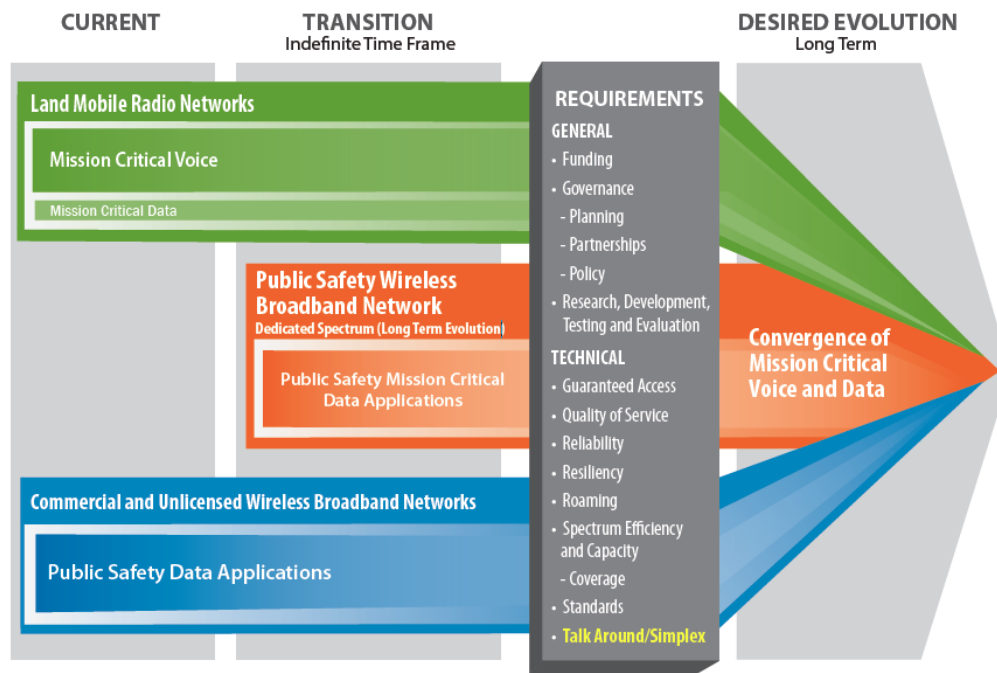 CURRENT
TRANSITION
Indefinite Time Frame
DESIRED EVOLUTION
Long Term
Land Mobile Radio Networks
Mission Critical Voice
Mission Critical Data
Public Safety Wireless
Broadband Network
Dedicated Spectrum (Long Term Evolution)
Public Safety Mission Critical
Data Applications
Commercial and Unlicensed Wireless Broadband Networks
Public Safety Data Applications
REQUIREMENTS
GENERAL
• Funding
• Governance
- Planning
- Partnerships
- Policy
• Research, Development,
Testing and Evaluation
TECHNICAL
• Guaranteed Access
• Quality of Service
• Reliability
• Resiliency
• Roaming
• Spectrum Efficiency
and Capacity
- Coverage
• Standards
• Talk Around/Simplex
Convergence of
Mission Critical
Voice and Data